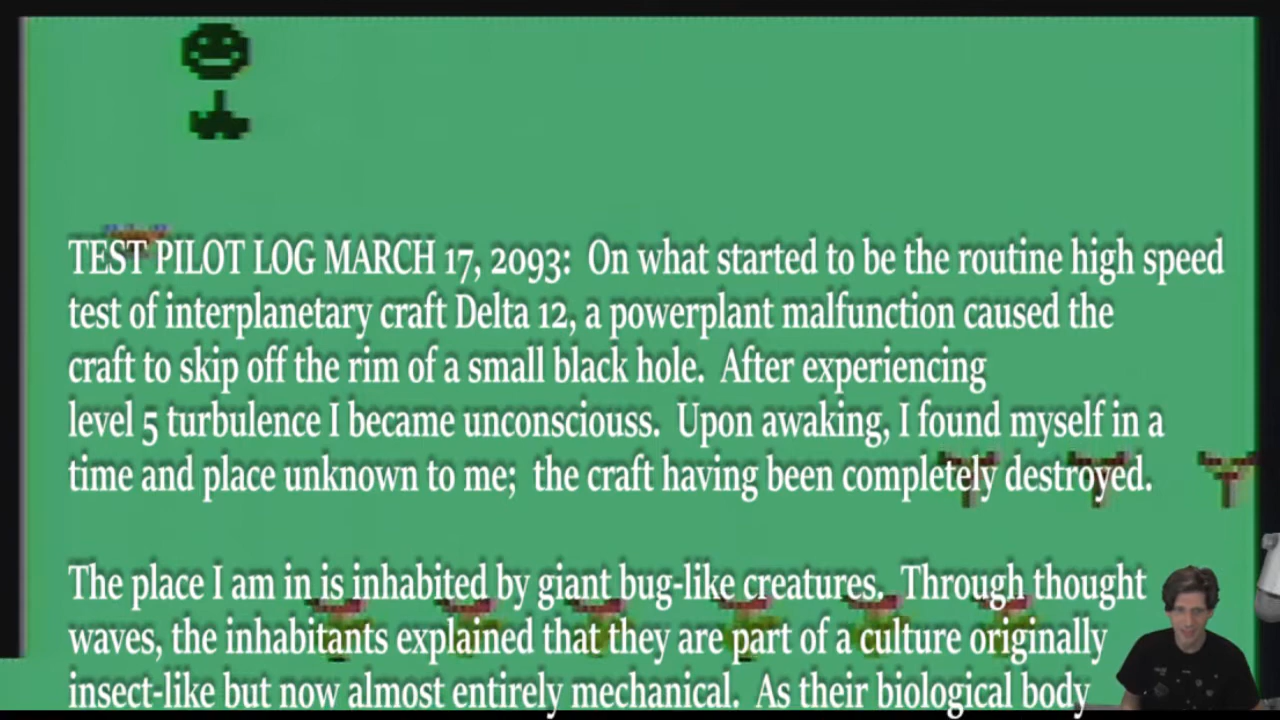 TEST PILOT LOG MARCH 17, 2093:  On what started to be the routine high speed
test of interplanetary craft Delta 12, a powerplant malfunction caused the
craft to skip off the rim of a small black hole.  After experiencing
level 5 turbulence I became unconsciouss.  Upon awaking, I found myself in a
time and place unknown to me;  the craft having been completely destroyed.
The place I am in is inhabited by giant bug-like creatures.  Through thought
waves, the inhabitants explained that they are part of a culture originally
insect-like but now almost entirely mechanical.  As their biological body